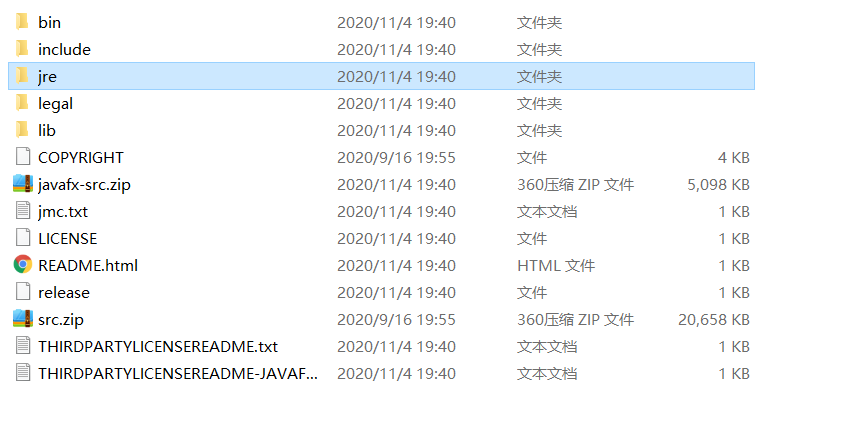 bin 2020/11/4 19:40 文件夹
include 2020/11/4 19:40 文件夹
jre 2020/11/4 19:40 文件夹
legal 2020/11/4 19:40 文件夹
lib 2020/11/4 19:40 文件夹
COPYRIGHT 2020/9/16 19:55 文件 4 KB
javafx-src.zip 2020/11/4 19:40 360压缩 ZIP 文件 5,098 KB
jmc.txt 2020/11/4 19:40 文本文档 1 KB
LICENSE 2020/11/4 19:40 文件 1 KB
README.html 2020/11/4 19:40 HTML 文件 1 KB
release 2020/11/4 19:40 文件 1 KB
src.zip 2020/9/16 19:55 360压缩 ZIP 文件 20,658 KB
THIRDPARTYLICENSEREADME.txt 2020/11/4 19:40 文本文档 1 KB
THIRDPARTYLICENSEREADME-JAVAF... 2020/11/4 19:40 文本文档 1 KB